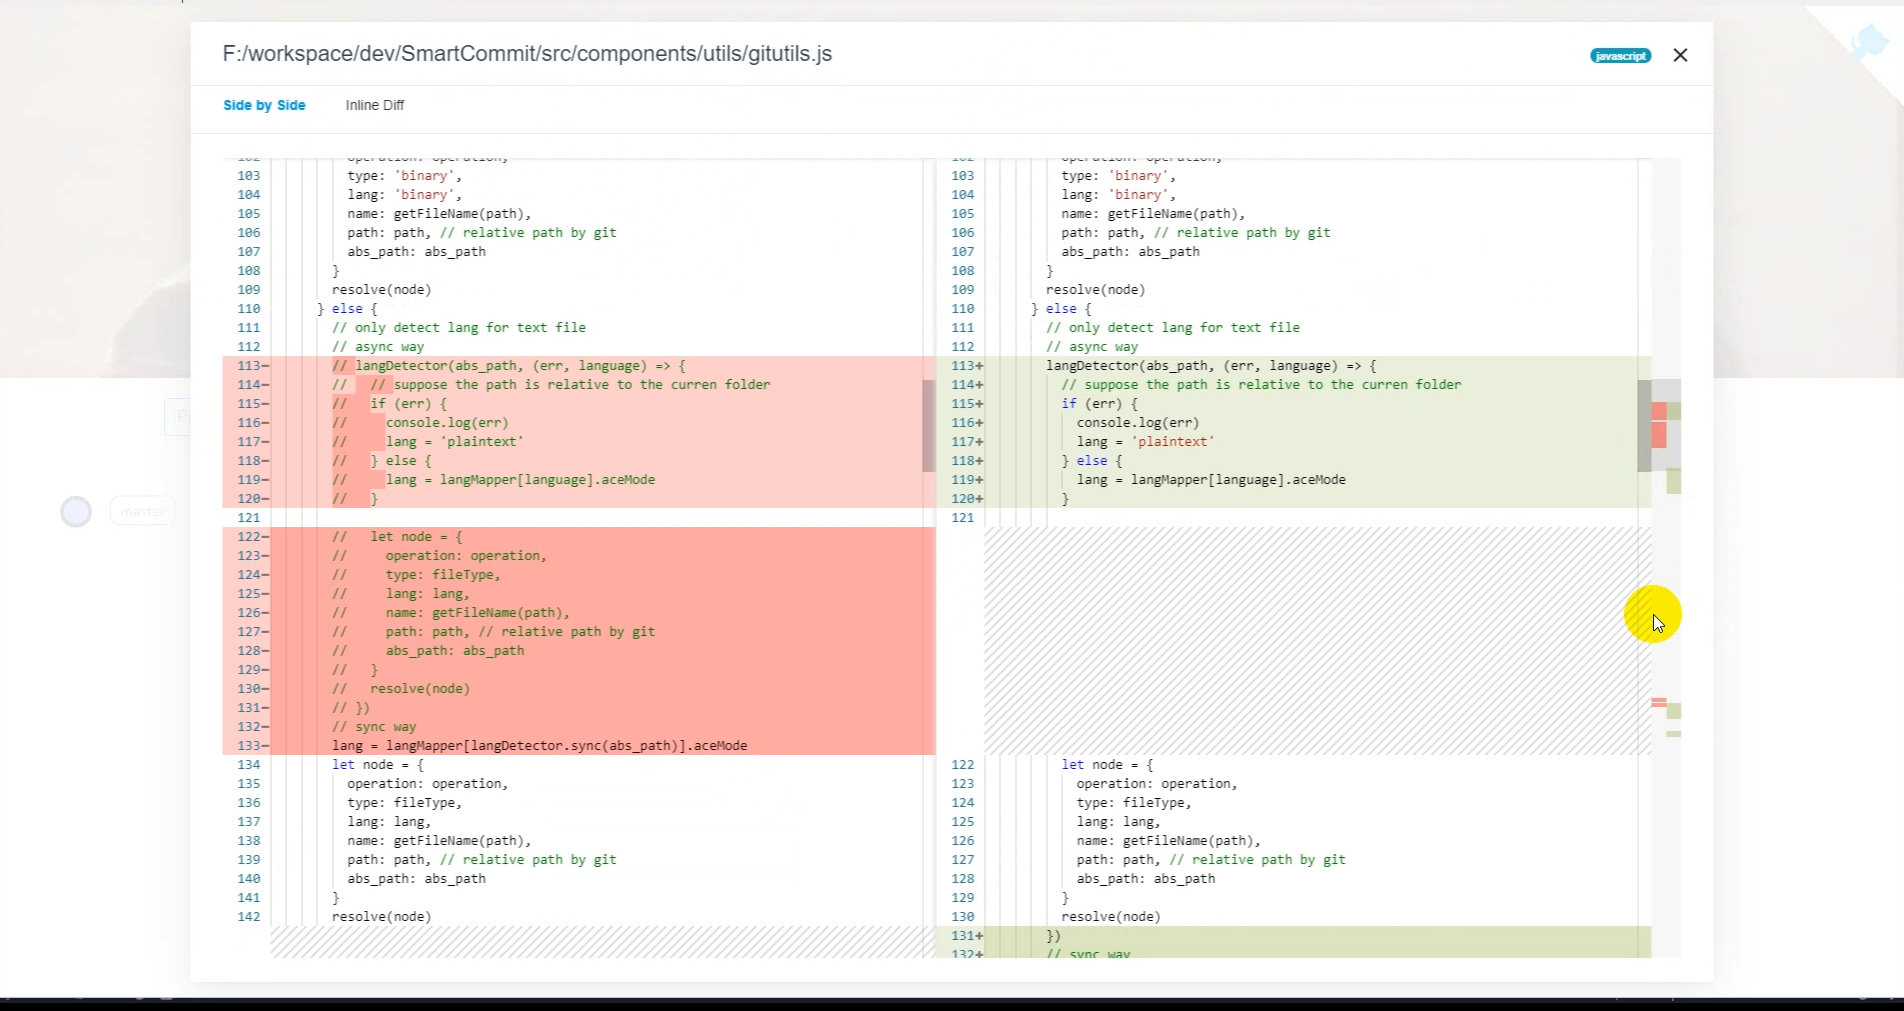 F:/workspace/dev/SmartCommit/src/components/utils/gitutils.js
javascript
Side by Side
Inline Diff
102 operation: operation,
103 type: 'binary',
104 lang: 'binary',
105 name: getFileName(path),
106 path: path, // relative path by git
107 abs_path: abs_path
108 }
109 resolve(node)
110 } else {
111 // only detect lang for text file
112 // async way
113- // langDetector(abs_path, (err, language) => {
114- //   // suppose the path is relative to the curren folder
115- //   if (err) {
116- //     console.log(err)
117- //     lang = 'plaintext'
118- //   } else {
119- //     lang = langMapper[language].aceMode
120- //   }
121
122- //   let node = {
123- //     operation: operation,
124- //     type: fileType,
125- //     lang: lang,
126- //     name: getFileName(path),
127- //     path: path, // relative path by git
128- //     abs_path: abs_path
129- //   }
130- //   resolve(node)
131- // })
132- // sync way
133- lang = langMapper[langDetector.sync(abs_path)].aceMode
134 let node = {
135 operation: operation,
136 type: fileType,
137 lang: lang,
138 name: getFileName(path),
139 path: path, // relative path by git
140 abs_path: abs_path
141 }
142 resolve(node)
102 operation: operation,
103 type: 'binary',
104 lang: 'binary',
105 name: getFileName(path),
106 path: path, // relative path by git
107 abs_path: abs_path
108 }
109 resolve(node)
110 } else {
111 // only detect lang for text file
112 // async way
113+ langDetector(abs_path, (err, language) => {
114+ // suppose the path is relative to the curren folder
115+ if (err) {
116+ console.log(err)
117+ lang = 'plaintext'
118+ } else {
119+ lang = langMapper[language].aceMode
120+ }
121
122 let node = {
123 operation: operation,
124 type: fileType,
125 lang: lang,
126 name: getFileName(path),
127 path: path, // relative path by git
128 abs_path: abs_path
129 }
130 resolve(node)
131+ })
132+ // sync way
master